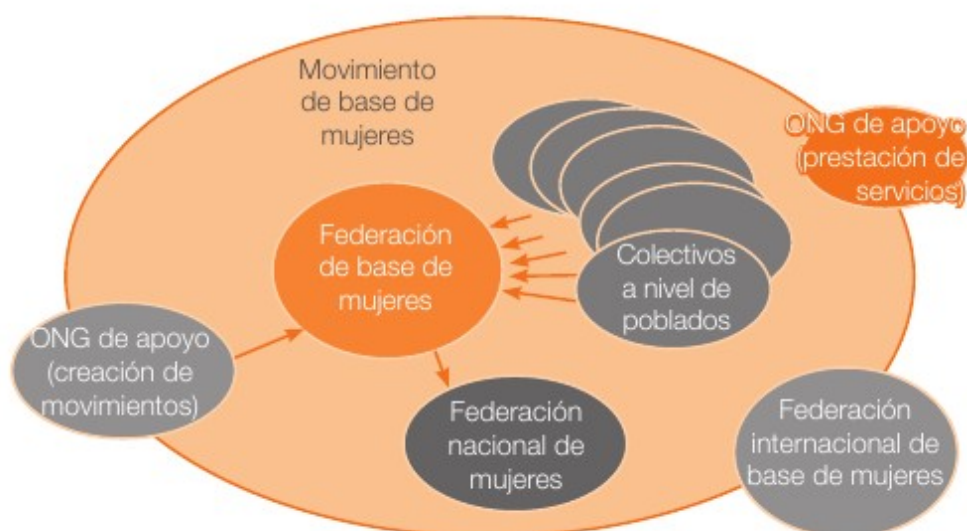 Movimiento
de base de
mujeres
ONG de apoyo
(prestación de
servicios)
Federación
de base de
mujeres
Colectivos
a nivel de
poblados
ONG de apoyo
(creación de
movimientos)
Federación
nacional de
mujeres
Federación
internacional de
base de mujeres